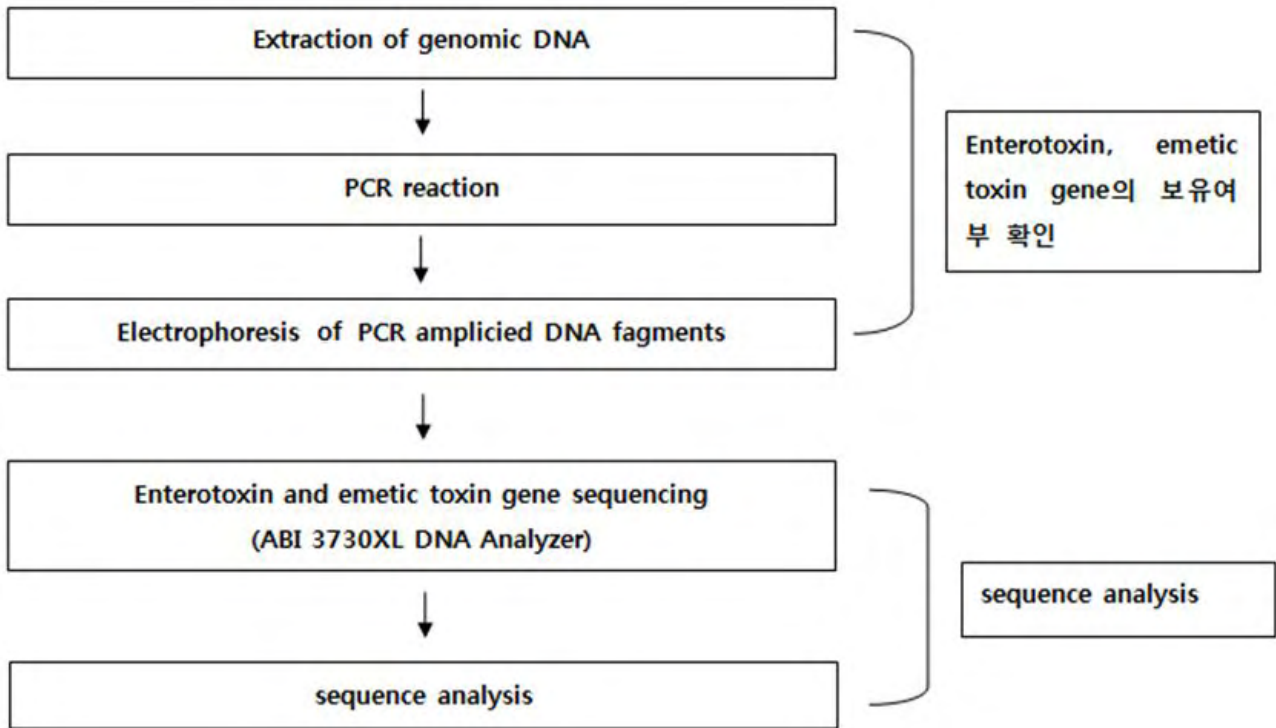 Extraction of genomic DNA
PCR reaction
Electrophoresis of PCR amplicied DNA fagments
Enterotoxin, emetic
toxin gene의 보유여
부 확인
Enterotoxin and emetic toxin gene sequencing
(ABI 3730XL DNA Analyzer)
sequence analysis
sequence analysis